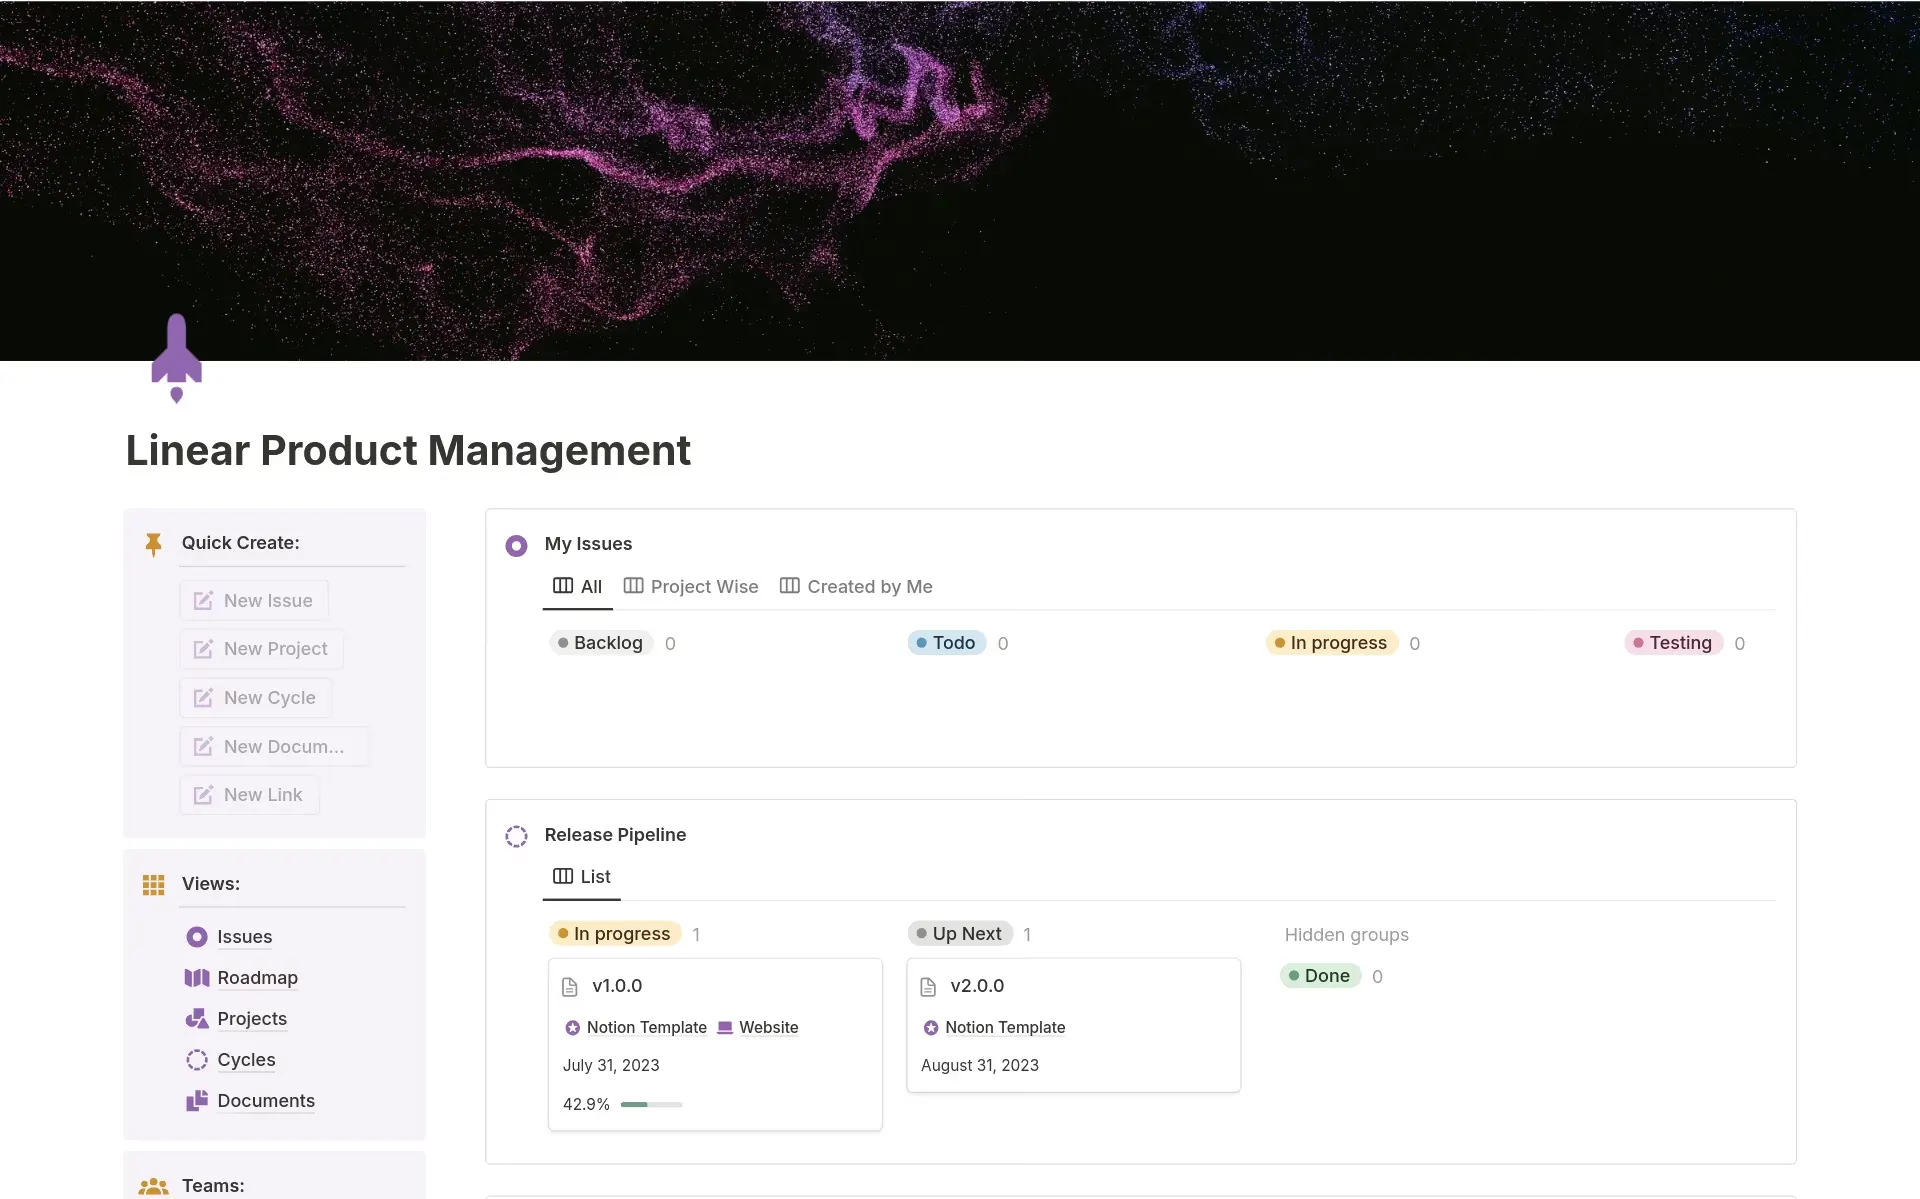 Linear Product Management
Quick Create:
New Issue
New Project
New Cycle
New Docum...
New Link
Views:
Issues
Roadmap
Projects
Cycles
Documents
Teams:
My Issues
All Project Wise Created by Me
Backlog 0 Todo 0 In progress 0 Testing 0
Release Pipeline
List
In progress 1 Up Next 1 Hidden groups
Done 0
v1.0.0
Notion Template Website
July 31, 2023
42.9%
v2.0.0
Notion Template
August 31, 2023